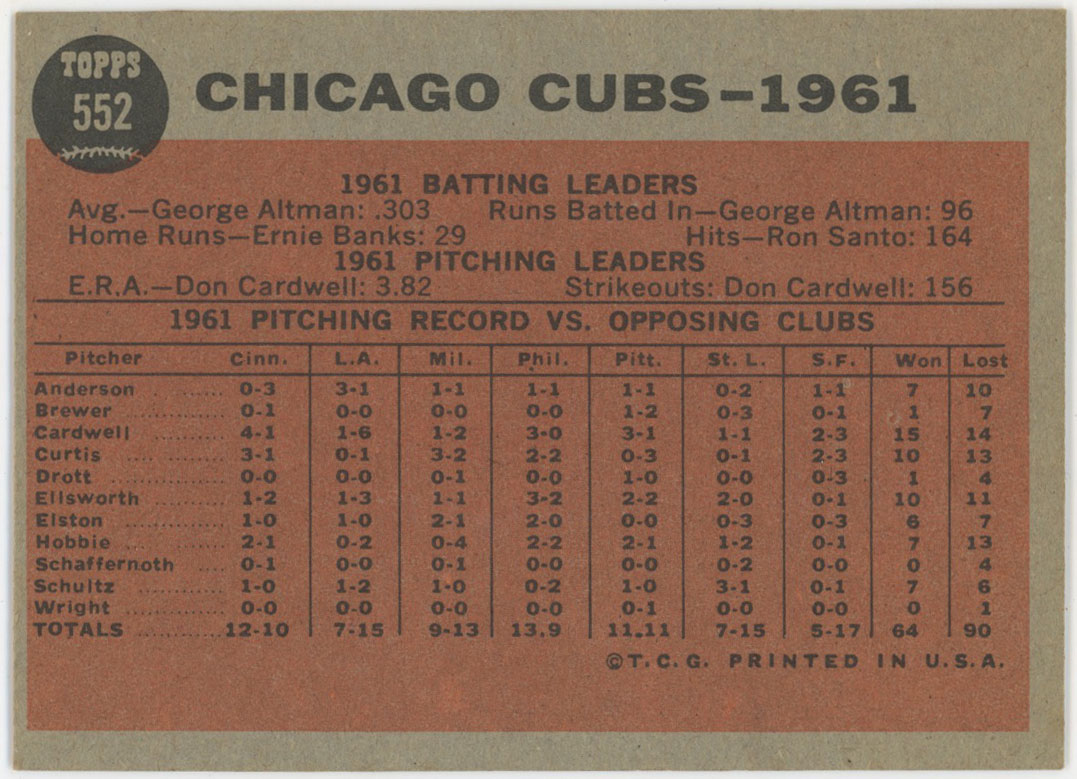 TOPPS
552
CHICAGO CUBS-1961
1961 BATTING LEADERS
Avg.—George Altman: .303 Runs Batted In—George Altman: 96
Home Runs—Ernie Banks: 29 Hits—Ron Santo: 164
1961 PITCHING LEADERS
E.R.A.—Don Cardwell: 3.82 Strikeouts: Don Cardwell: 156
1961 PITCHING RECORD VS. OPPOSING CLUBS
Pitcher Cinn. L.A. Mil. Phil. Pitt. St. L. S.F. Won Lost
Anderson 0-3 3-1 1-1 1-1 1-1 0-2 1-1 7 10
Brewer 0-1 0-0 0-0 0-0 1-2 0-3 0-1 1 7
Cardwell 4-1 1-6 1-2 3-0 3-1 1-1 2-3 15 14
Curtis 3-1 0-1 3-2 2-2 0-3 0-1 2-3 10 13
Drott 0-0 0-0 0-1 0-0 1-0 0-0 0-3 1 4
Ellsworth 1-2 1-3 1-1 3-2 2-2 2-0 0-1 10 11
Elston 1-0 1-0 2-1 2-0 0-0 0-3 0-3 6 7
Hobbie 2-1 0-2 0-4 2-2 2-1 1-2 0-1 7 13
Schaffernoth 0-1 0-0 0-1 0-0 0-0 0-2 0-0 0 4
Schultz 1-0 1-2 1-0 0-2 1-0 3-1 0-1 7 6
Wright 0-0 0-0 0-0 0-0 0-1 0-0 0-0 0 1
TOTALS 12-10 7-15 9-13 13.9 11.11 7-15 5-17 64 90
©T.C.G. PRINTED IN U.S.A.